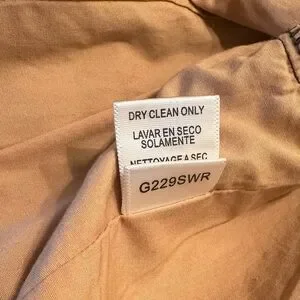 DRY CLEAN ONLY
LAVAR EN SECO
SOLAMENTE
NETTOYAGE A SEC
G229SWR